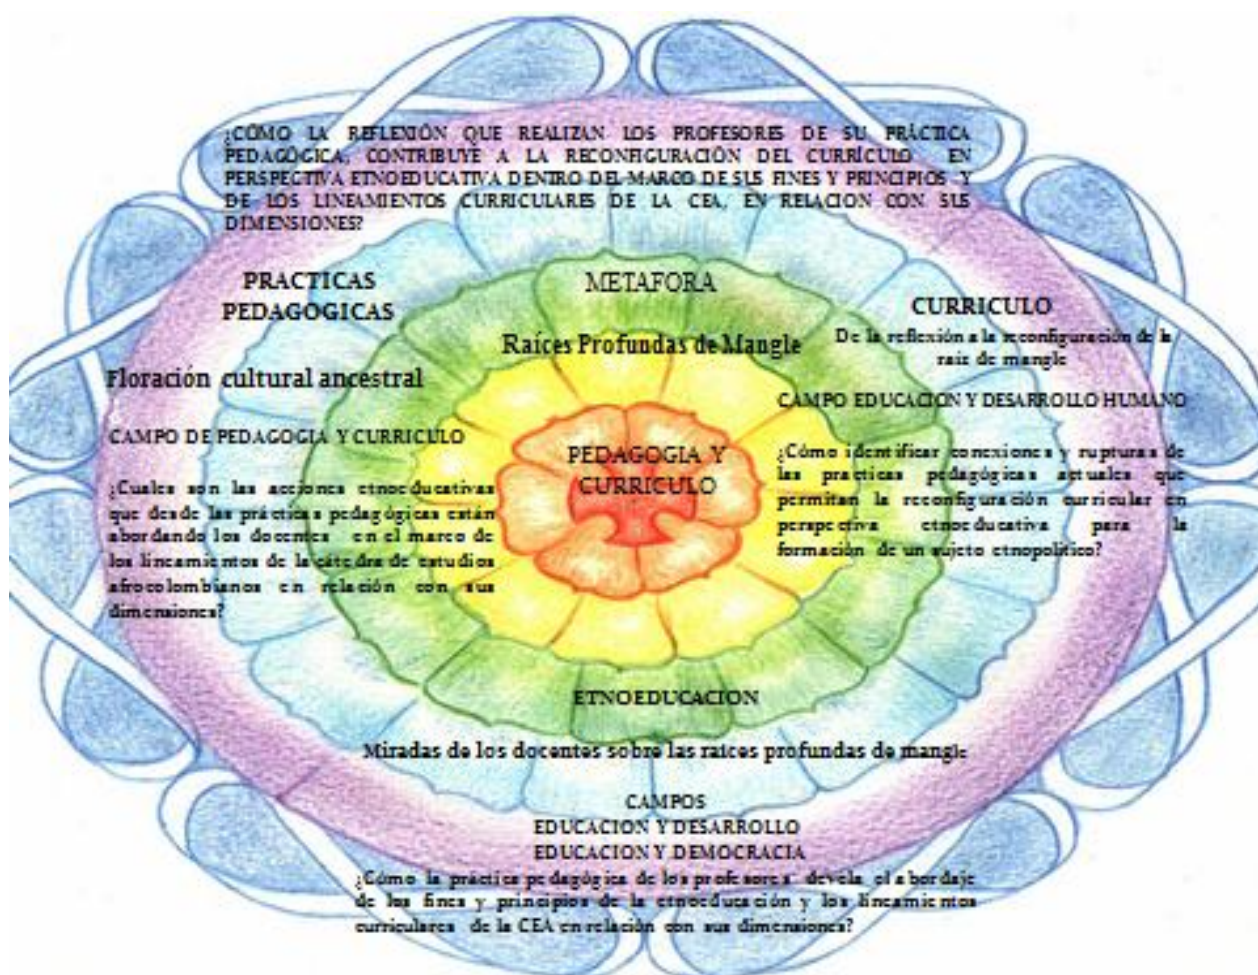 ¿CÓMO LA REFLEXIÓN QUE REALIZAN LOS PROFESORES DE SU PRÁCTICA
PEDAGÓGICA, CONTRIBUYE A LA RECONFIGURACIÓN DEL CURRÍCULO EN
PERSPECTIVA ETNOEDUCATIVA DENTRO DEL MARCO DE SUS FINES Y PRINCIPIOS Y
DE LOS LINEAMIENTOS CURRICULARES DE LA CEA, EN RELACION CON SUS
DIMENSIONES?
PRACTICAS
PEDAGOGICAS
Floración cultural ancestral
CAMPO DE PEDAGOGIA Y CURRICULO
¿Cuales son las acciones etnoeducativas
que desde las prácticas pedagógicas están
abordando los docentes en el marco de
los lineamientos de la cátedra de estudios
afrocolombianos en relación con sus
dimensiones?
METAFORA
Raíces Profundas de Mangle
PEDAGOGIA Y
CURRICULO
CURRICULO
De la reflexión a la reconfiguración de la
raíz de mangle
CAMPO EDUCACION Y DESARROLLO HUMANO
¿Cómo identificar conexiones y rupturas de
las practicas pedagógicas actuales que
permitan la reconfiguración curricular en
perspectiva etnoeducativa para la
formación de un sujeto etnopolítico?
ETNOEDUCACION
Miradas de los docentes sobre las raíces profundas de mangle
CAMPOS
EDUCACION Y DESARROLLO
EDUCACION Y DEMOCRACIA
¿Cómo la práctica pedagógica de los profesores devela el abordaje
de los fines y principios de la etnoeducación y los lineamientos
curriculares de la CEA en relación con sus dimensiones?